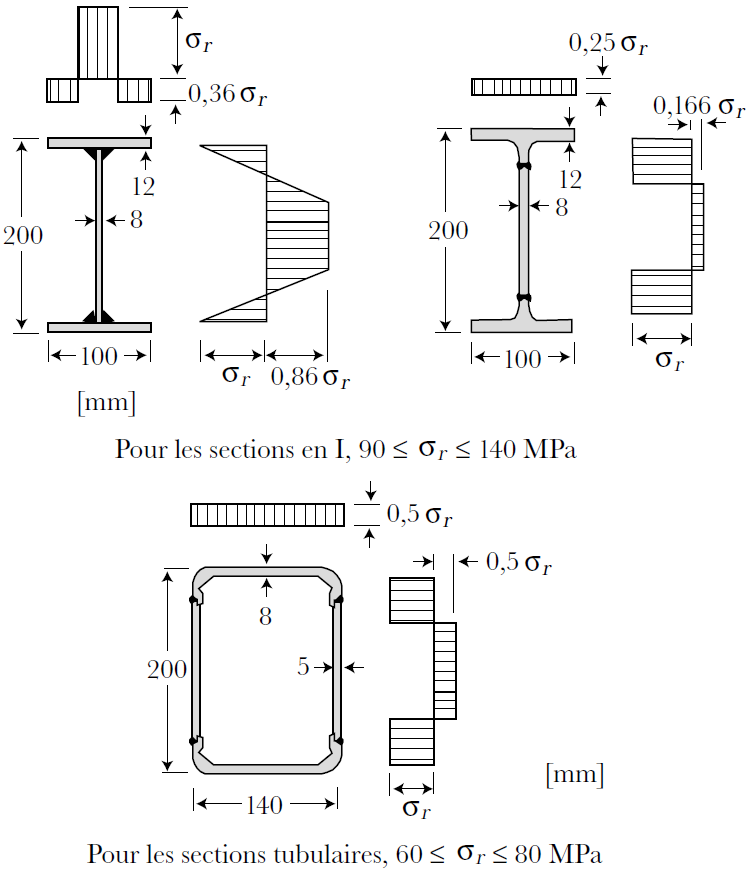 σr
0,36 σr
12
8
200
100
σr 0,86 σr
[mm]
0,25 σr
0,166 σr
12
8
200
100
σr
Pour les sections en I, 90 ≤ σr ≤ 140 MPa
0,5 σr
0,5 σr
8
200
5
140
σr
[mm]
Pour les sections tubulaires, 60 ≤ σr ≤ 80 MPa